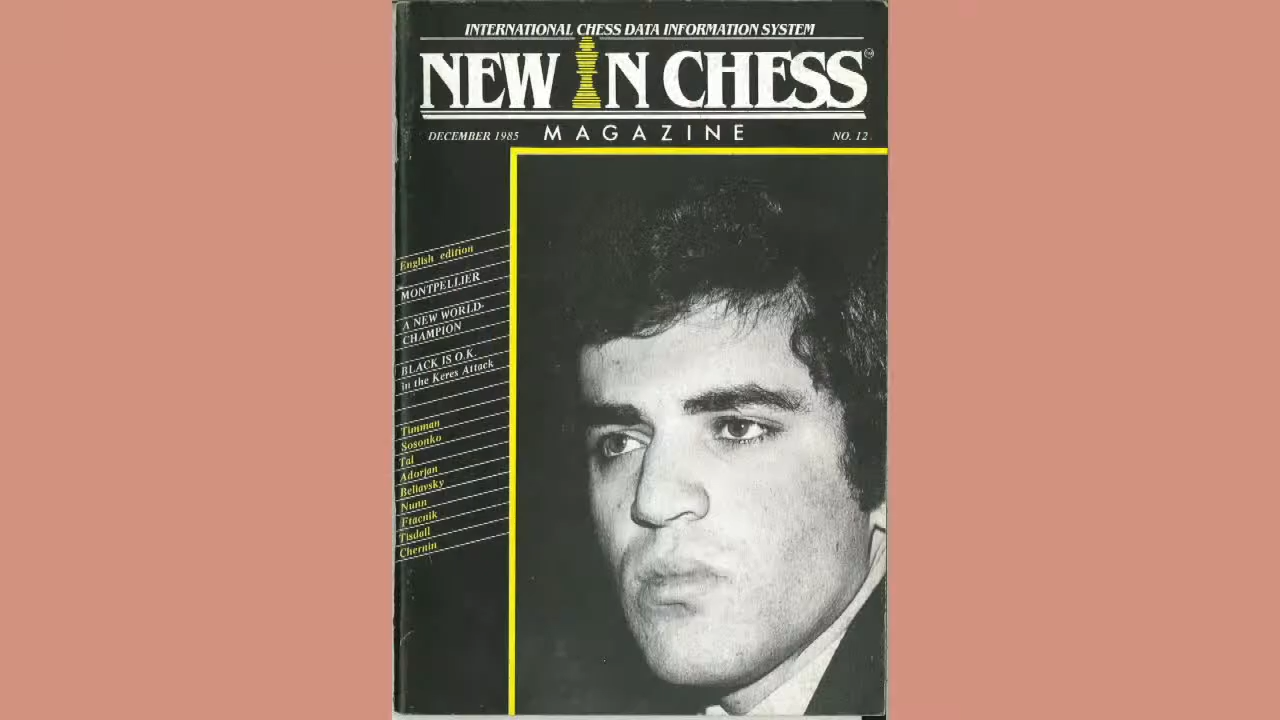 INTERNATIONAL CHESS DATA INFORMATION SYSTEM
NEW IN CHESS
MAGAZINE
DECEMBER 1985
NO. 12
English edition
MONTPELLIER
A NEW WORLD-
CHAMPION
BLACK IS O.K.
in the Keres Attack
Timman
Sosonko
Tal
Adorjan
Beliavsky
Nunn
Ftacnik
Tisdall
Chernin